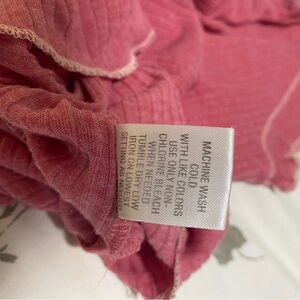 MACHINE WASH
COLD
WITH LIKE COLORS
USE ONLY NON-
CHLORINE BLEACH
WHEN NEEDED
TUMBLE DRY LOW
IRON ON LOWEST
SETTING AS NEEDED